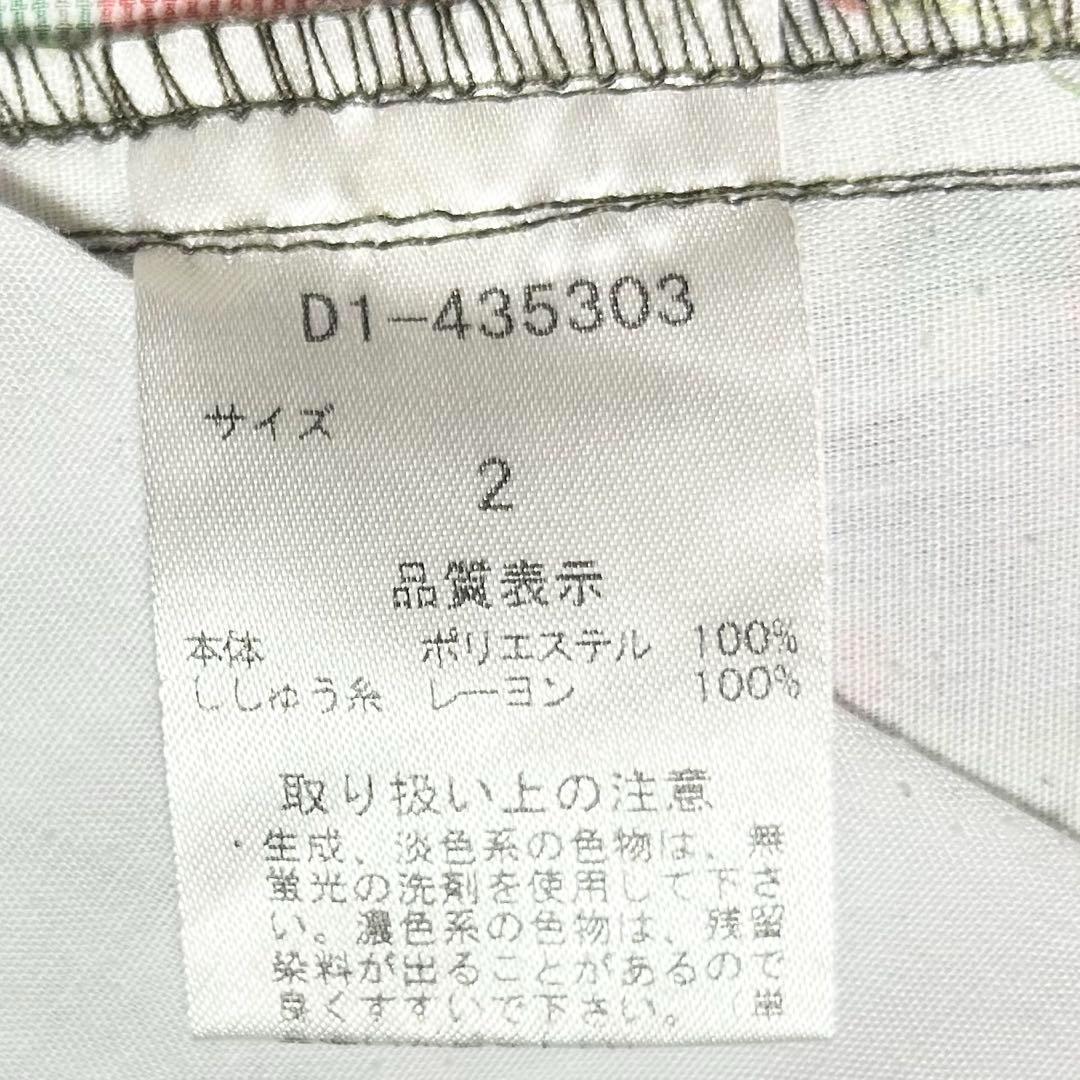 D1-435303
サイズ
2
品質表示
本体 ポリエステル 100%
ししゅう糸 レーヨン 100%
取り扱い上の注意
・生成、淡色系の色物は、無
蛍光の洗剤を使用して下さ
い。濃色系の色物は、残留
染料が出ることがあるので
良くすすいで下さい。(単